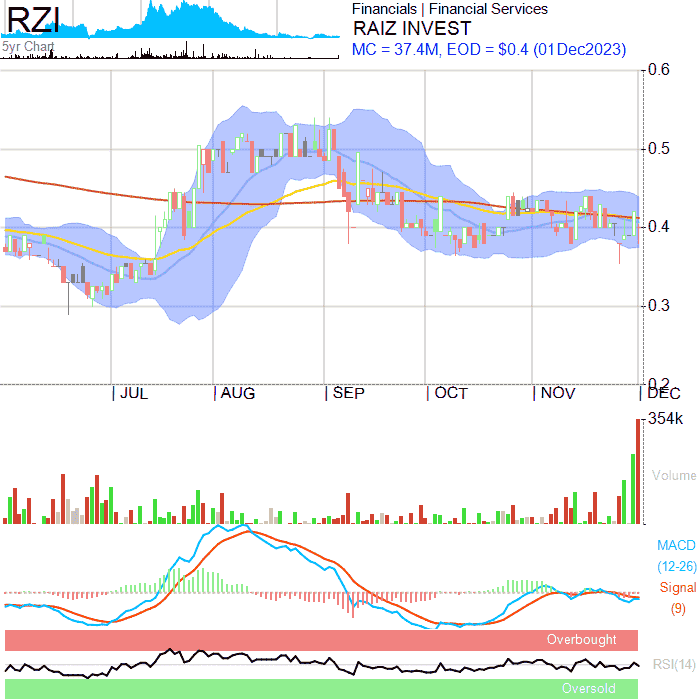 RZI
5yr Chart
Financials | Financial Services
RAIZ INVEST
MC = 37.4M, EOD = $0.4 (01Dec2023)
0.6
0.5
0.4
0.3
0.2
JUL AUG SEP OCT NOV DEC
354k
Volume
MACD
(12-26)
Signal
(9)
Overbought
RSI(14)
Oversold